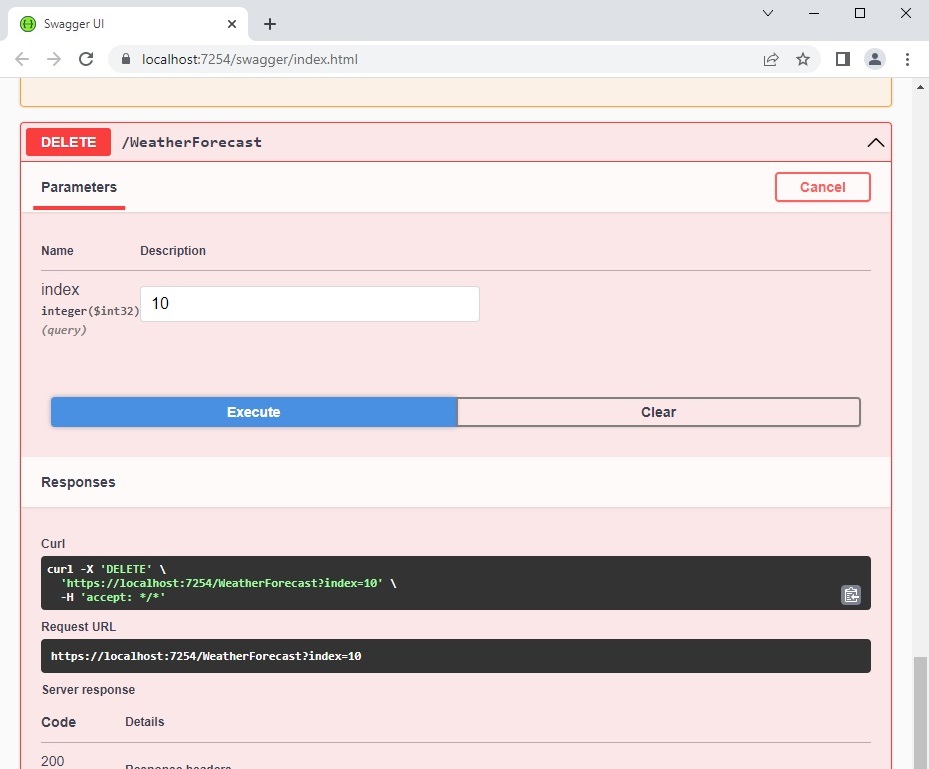 Swagger UI
localhost:7254/swagger/index.html
DELETE /WeatherForecast
Parameters Cancel
Name Description
index
integer($int32) 10
(query)
Execute Clear
Responses
Curl
curl -X 'DELETE' \
'https://localhost:7254/WeatherForecast?index=10' \
-H 'accept: */*'
Request URL
https://localhost:7254/WeatherForecast?index=10
Server response
Code Details
200
Response headers